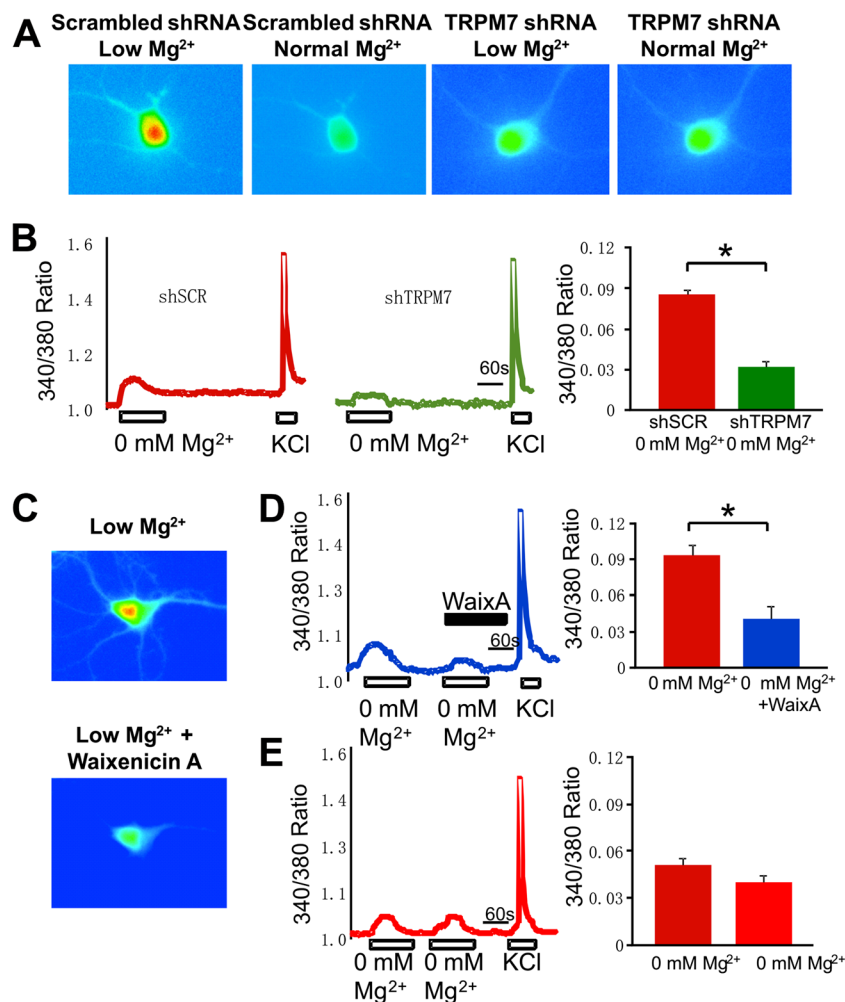 A
Scrambled shRNA
Low Mg²⁺
Scrambled shRNA
Normal Mg²⁺
TRPM7 shRNA
Low Mg²⁺
TRPM7 shRNA
Normal Mg²⁺
B
340/380 Ratio
1.6
1.4
1.2
1.0
shSCR
shTRPM7
60s
0 mM Mg²⁺
KCl
0 mM Mg²⁺
KCl
340/380 Ratio
0.12
0.09
0.06
0.03
0
*
shSCR
0 mM Mg²⁺
shTRPM7
0 mM Mg²⁺
C
Low Mg²⁺
Low Mg²⁺ +
Waixenicin A
D
340/380 Ratio
1.6
1.4
1.3
1.1
1.0
WaixA
60s
0 mM
Mg²⁺
0 mM
Mg²⁺
KCl
340/380 Ratio
0.12
0.09
0.06
0.03
0
*
0 mM Mg²⁺
0 mM Mg²⁺
+WaixA
E
340/380 Ratio
1.6
1.4
1.3
1.1
1.0
60s
0 mM
Mg²⁺
0 mM
Mg²⁺
KCl
340/380 Ratio
0.12
0.09
0.06
0.03
0
0 mM Mg²⁺
0 mM Mg²⁺